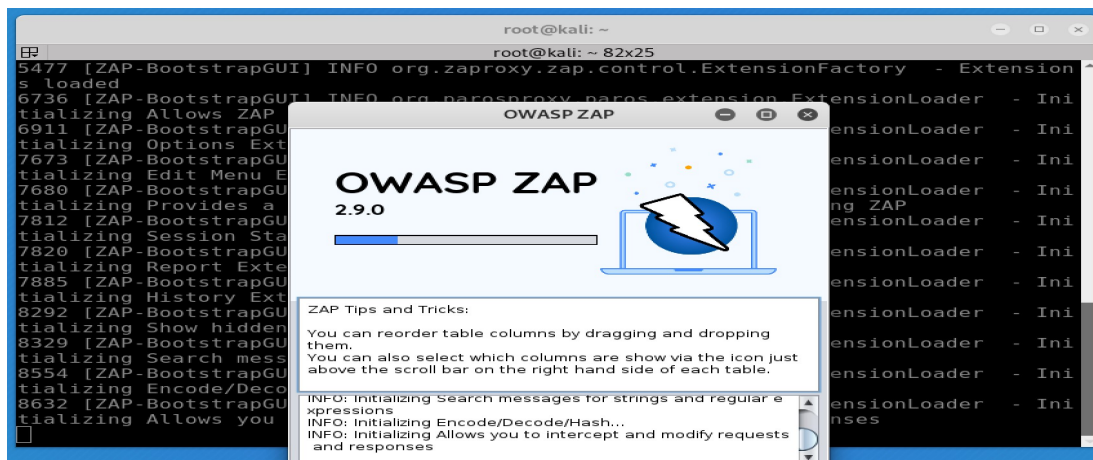 root@kali: ~
root@kali: ~ 82x25
5477 [ZAP-BootstrapGUI] INFO org.zaproxy.zap.control.ExtensionFactory  - Extension
s loaded
6736 [ZAP-BootstrapGUI] INFO org.parosproxy.paros.extension.ExtensionLoader  - Ini
tializing Allows ZAP
6911 [ZAP-BootstrapGU ensionLoader  - Ini
tializing Options Ext
7673 [ZAP-BootstrapGU ensionLoader  - Ini
tializing Edit Menu E
7680 [ZAP-BootstrapGU ensionLoader  - Ini
tializing Provides a ng ZAP
7812 [ZAP-BootstrapGU ensionLoader  - Ini
tializing Session Sta
7820 [ZAP-BootstrapGU ensionLoader  - Ini
tializing Report Exte
7885 [ZAP-BootstrapGU ensionLoader  - Ini
tializing History Ext
8292 [ZAP-BootstrapGU ensionLoader  - Ini
tializing Show hidden
8329 [ZAP-BootstrapGU ensionLoader  - Ini
tializing Search mess
8554 [ZAP-BootstrapGU ensionLoader  - Ini
tializing Encode/Deco
8632 [ZAP-BootstrapGU ensionLoader  - Ini
tializing Allows you nses
OWASP ZAP
OWASP ZAP
2.9.0
ZAP Tips and Tricks:
You can reorder table columns by dragging and dropping
them.
You can also select which columns are show via the icon just
above the scroll bar on the right hand side of each table.
INFO: Initializing Search messages for strings and regular e
xpressions
INFO: Initializing Encode/Decode/Hash...
INFO: Initializing Allows you to intercept and modify requests
and responses